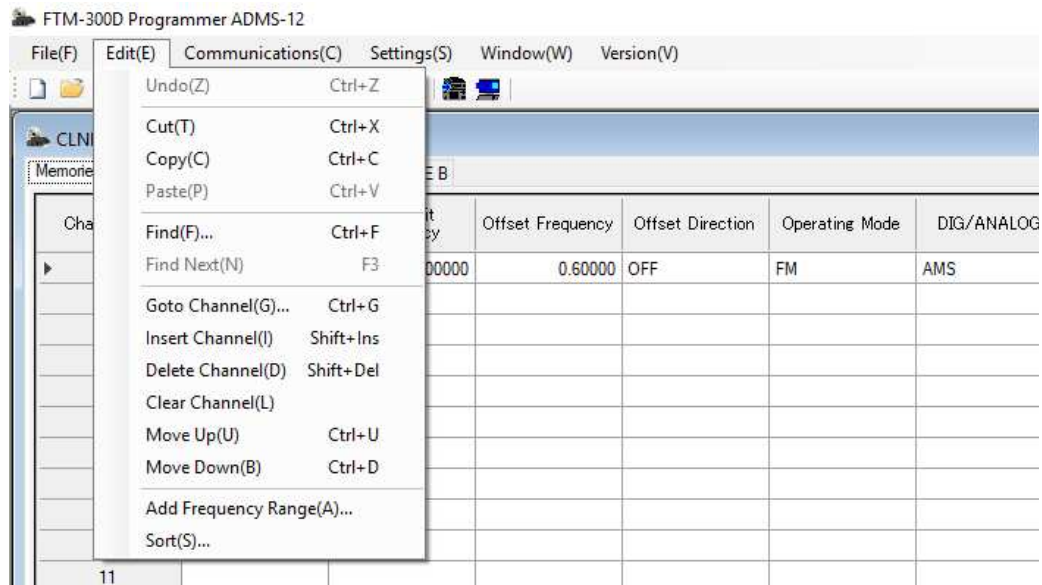 FTM-300D Programmer ADMS-12
File(F) Edit(E) Communications(C) Settings(S) Window(W) Version(V)
Undo(Z) Ctrl+Z
Cut(T) Ctrl+X
CLN
Copy(C) Ctrl+C
Memorie E B
Paste(P) Ctrl+V
Cha Find(F)... Ctrl+F it cy Offset Frequency Offset Direction Operating Mode DIG/ANALOG
Find Next(N) F3 00000 0.60000 OFF FM AMS
Goto Channel(G)... Ctrl+G
Insert Channel(I) Shift+Ins
Delete Channel(D) Shift+Del
Clear Channel(L)
Move Up(U) Ctrl+U
Move Down(B) Ctrl+D
Add Frequency Range(A)...
Sort(S)...
11